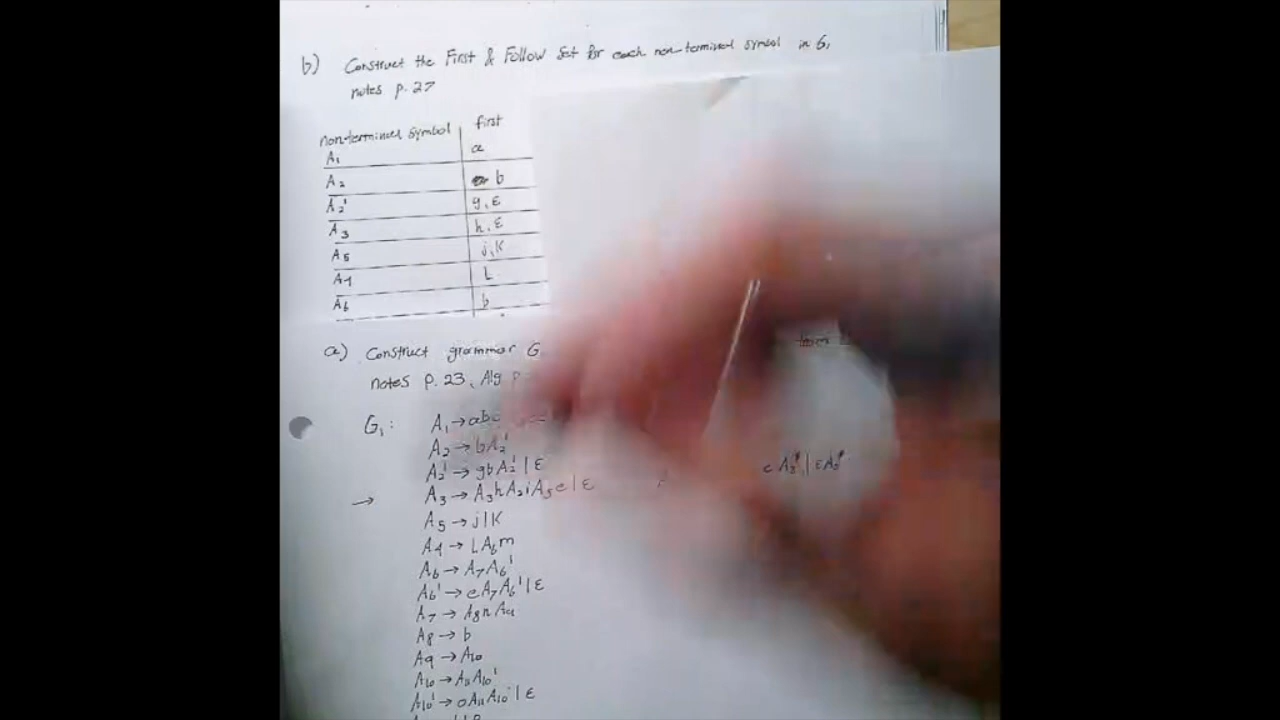 b) Construct the First & Follow Set for each non-terminal symbol in G,
notes p. 27
non-terminal symbol first
A₁ a
A₂ b
A₂' g, ε
A₃ h, ε
A₅ j, K
A₄ L
A₆ b
a) Construct grammar G
notes p. 23, Alg
G₁: A₁→abc
A₂→bA₂'
A₂'→gbA₂'|ε
→ A₃→A₃hA₂iA₅e|ε
A₅→j|K
A₄→LA₆m
A₆→A₇A₆'
A₆'→eA₇A₆'|ε
A₇→A₈nA₉
A₈→b
A₉→A₁₀
A₁₀→A₁₁A₁₀'
A₁₀'→oA₁₁A₁₀'|ε